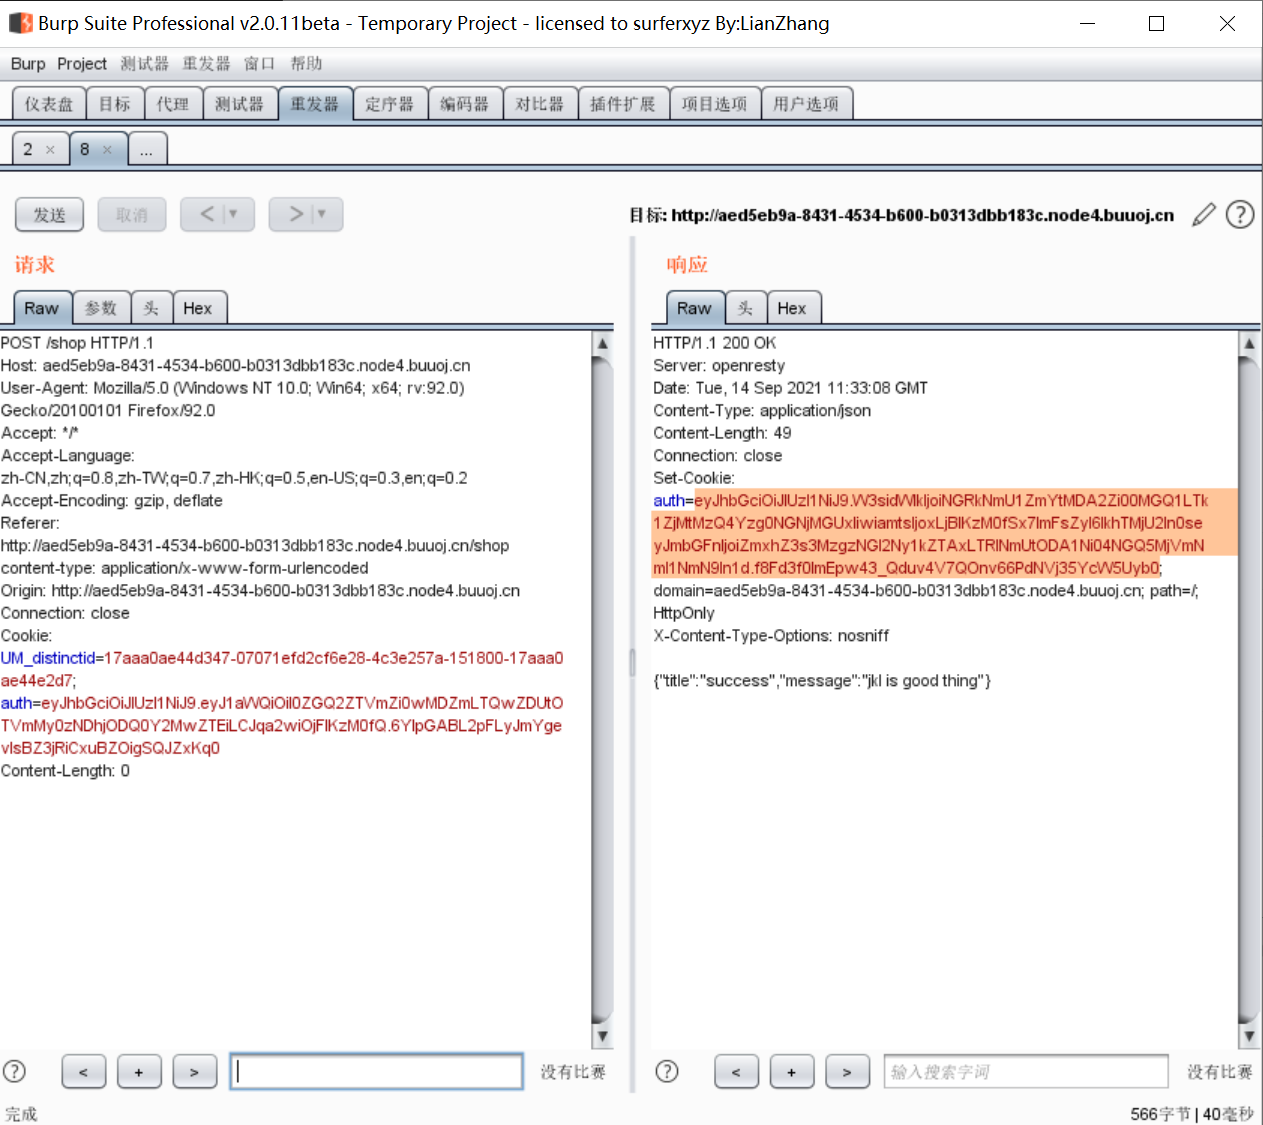 Burp Suite Professional v2.0.11beta - Temporary Project - licensed to surferxyz By:LianZhang
Burp Project 测试器 重发器 窗口 帮助
仪表盘 目标 代理 测试器 重发器 定序器 编码器 对比器 插件扩展 项目选项 用户选项
2 × 8 × ...
发送 取消 < > 目标: http://aed5eb9a-8431-4534-b600-b0313dbb183c.node4.buuoj.cn
请求
Raw 参数 头 Hex
POST /shop HTTP/1.1
Host: aed5eb9a-8431-4534-b600-b0313dbb183c.node4.buuoj.cn
User-Agent: Mozilla/5.0 (Windows NT 10.0; Win64; x64; rv:92.0)
Gecko/20100101 Firefox/92.0
Accept: */*
Accept-Language:
zh-CN,zh;q=0.8,zh-TW;q=0.7,zh-HK;q=0.5,en-US;q=0.3,en;q=0.2
Accept-Encoding: gzip, deflate
Referer:
http://aed5eb9a-8431-4534-b600-b0313dbb183c.node4.buuoj.cn/shop
content-type: application/x-www-form-urlencoded
Origin: http://aed5eb9a-8431-4534-b600-b0313dbb183c.node4.buuoj.cn
Connection: close
Cookie:
UM_distinctid=17aaa0ae44d347-07071efd2cf6e28-4c3e257a-151800-17aaa0
ae44e2d7;
auth=eyJhbGciOiJIUzI1NiJ9.eyJ1aWQiOiI0ZGQ2ZTVmZi0wMDZmLTQwZDUtO
TVmMy0zNDhjODQ0Y2MwZTEiLCJqa2wiOjFIKzM0fQ.6YlpGABL2pFLyJmYge
vIsBZ3jRiCxuBZOigSQJZxKq0
Content-Length: 0
< + > 没有比赛
响应
Raw 头 Hex
HTTP/1.1 200 OK
Server: openresty
Date: Tue, 14 Sep 2021 11:33:08 GMT
Content-Type: application/json
Content-Length: 49
Connection: close
Set-Cookie:
auth=eyJhbGciOiJIUzI1NiJ9.W3sidWlkIjoiNGRkNmU1ZmYtMDA2Zi00MGQ1LTk
1ZjMtMzQ4Yzg0NGNjMGUxIiwiamtsIjoxLjBIKzM0fSx7ImFsZyI6IkhTMjU2In0se
yJmbGFnIjoiZmxhZ3s3MzgzNGI2Ny1kZTAxLTRlNmUtODA1Ni04NGQ5MjVmN
mI1NmN9In1d.f8Fd3f0lmEpw43_Qduv4V7QOnv66PdNVj35YcW5Uyb0;
domain=aed5eb9a-8431-4534-b600-b0313dbb183c.node4.buuoj.cn; path=/;
HttpOnly
X-Content-Type-Options: nosniff
{"title":"success","message":"jkl is good thing"}
< + > 输入搜索字词 没有比赛
完成 566字节 | 40毫秒